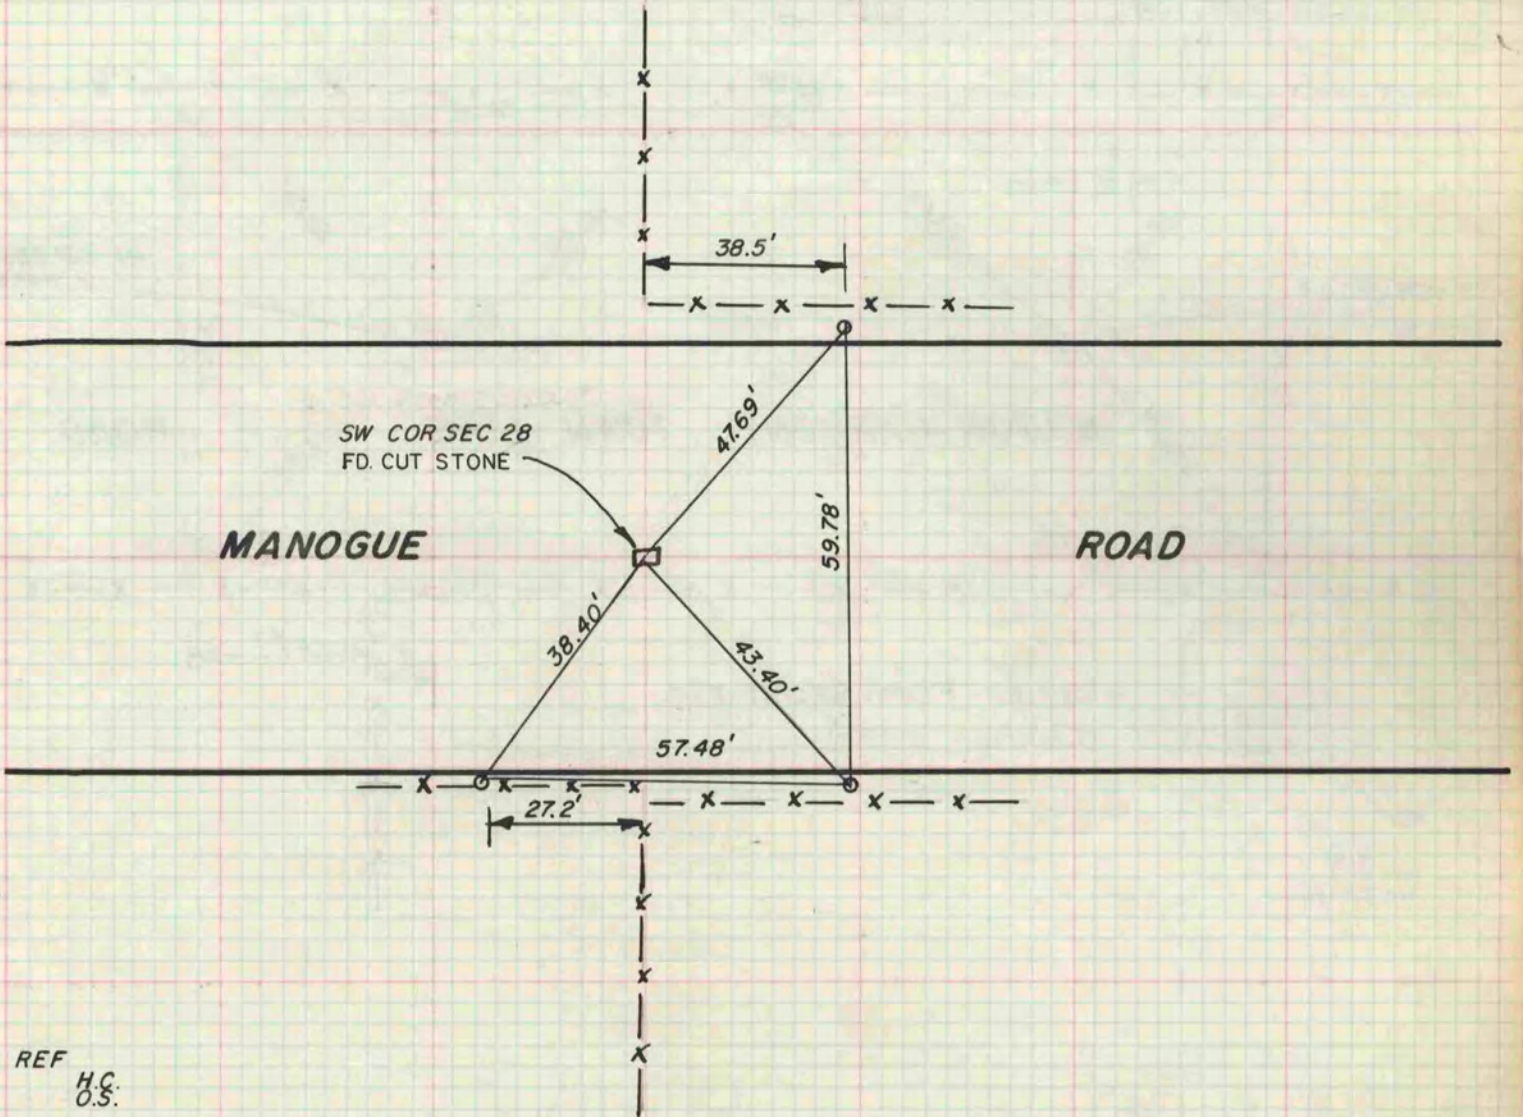 38.5'
47.69'
SW COR SEC 28
FD. CUT STONE
59.78'
MANOGUE ROAD
38.40'
43.40'
57.48'
27.2'
REF
H.C.
O.S.